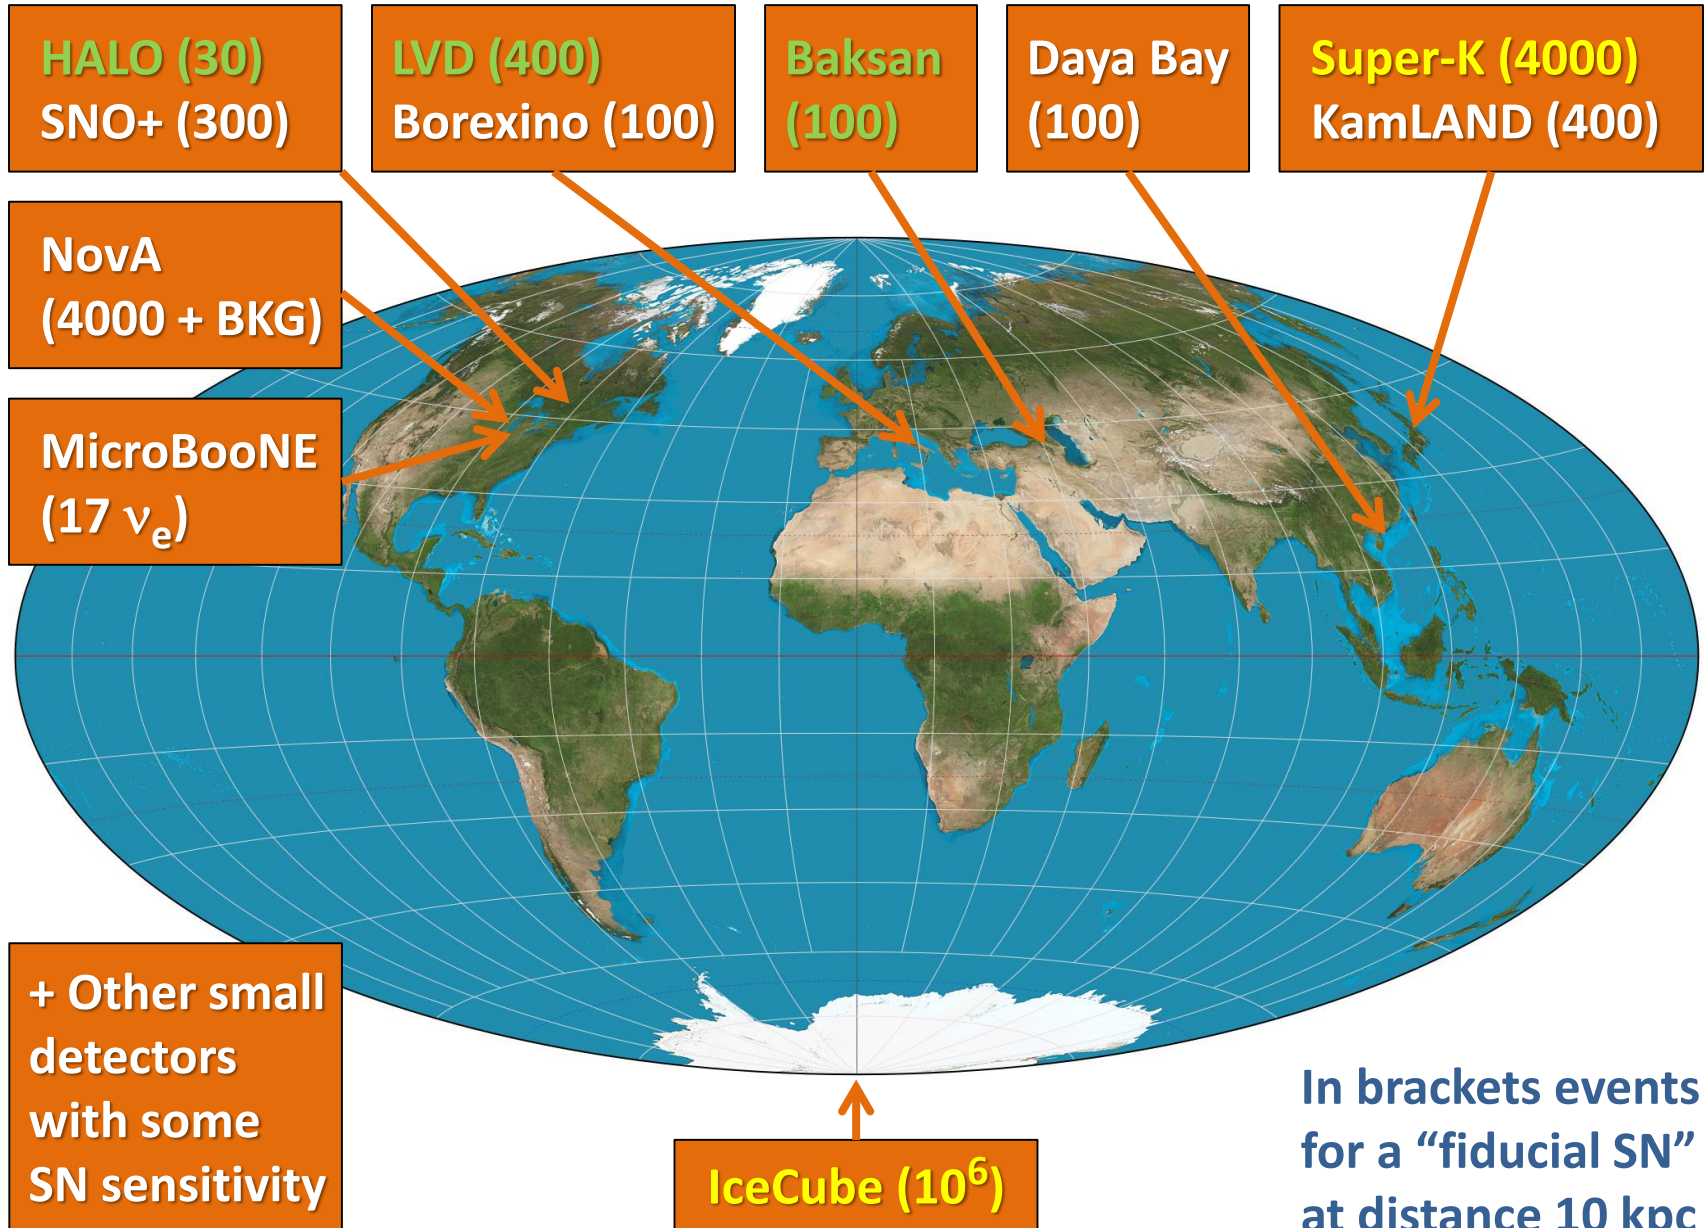 HALO (30)
SNO+ (300)
LVD (400)
Borexino (100)
Baksan
(100)
Daya Bay
(100)
Super-K (4000)
KamLAND (400)
NovA
(4000 + BKG)
MicroBooNE
(17 νₑ)
+ Other small
detectors
with some
SN sensitivity
IceCube (10⁶)
In brackets events
for a “fiducial SN”
at distance 10 kpc